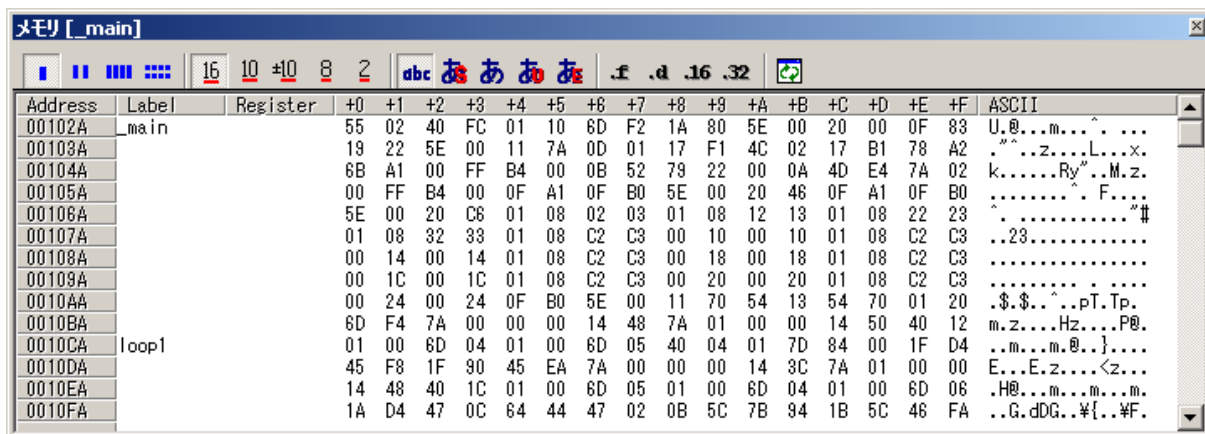 メモリ [_main]
16 10 ±10 8 2 abc あS あ あU あE .f .d .16 .32
Address Label Register +0 +1 +2 +3 +4 +5 +6 +7 +8 +9 +A +B +C +D +E +F ASCII
00102A _main 55 02 40 FC 01 10 6D F2 1A 80 5E 00 20 00 0F 83 U.@...m...^. ...
00103A 19 22 5E 00 11 7A 0D 01 17 F1 4C 02 17 B1 78 A2 ."^..z....L...x.
00104A 6B A1 00 FF B4 00 0B 52 79 22 00 0A 4D E4 7A 02 k......Ry"..M.z.
00105A 00 FF B4 00 0F A1 0F B0 5E 00 20 46 0F A1 0F B0 ........^. F....
00106A 5E 00 20 C6 01 08 02 03 01 08 12 13 01 08 22 23 ^. ..........."#
00107A 01 08 32 33 01 08 C2 C3 00 10 00 10 01 08 C2 C3 ..23............
00108A 00 14 00 14 01 08 C2 C3 00 18 00 18 01 08 C2 C3 ................
00109A 00 1C 00 1C 01 08 C2 C3 00 20 00 20 01 08 C2 C3 ......... . ....
0010AA 00 24 00 24 0F B0 5E 00 11 70 54 13 54 70 01 20 .$.$..^..pT.Tp. 
0010BA 6D F4 7A 00 00 00 14 48 7A 01 00 00 14 50 40 12 m.z....Hz....P@.
0010CA loop1 01 00 6D 04 01 00 6D 05 40 04 01 7D 84 00 1F D4 ..m...m.@..}....
0010DA 45 F8 1F 90 45 EA 7A 00 00 00 14 3C 7A 01 00 00 E...E.z....<z...
0010EA 14 48 40 1C 01 00 6D 05 01 00 6D 04 01 00 6D 06 .H@...m...m...m.
0010FA 1A D4 47 0C 64 44 47 02 0B 5C 7B 94 1B 5C 46 FA ..G.dDG..¥{..¥F.